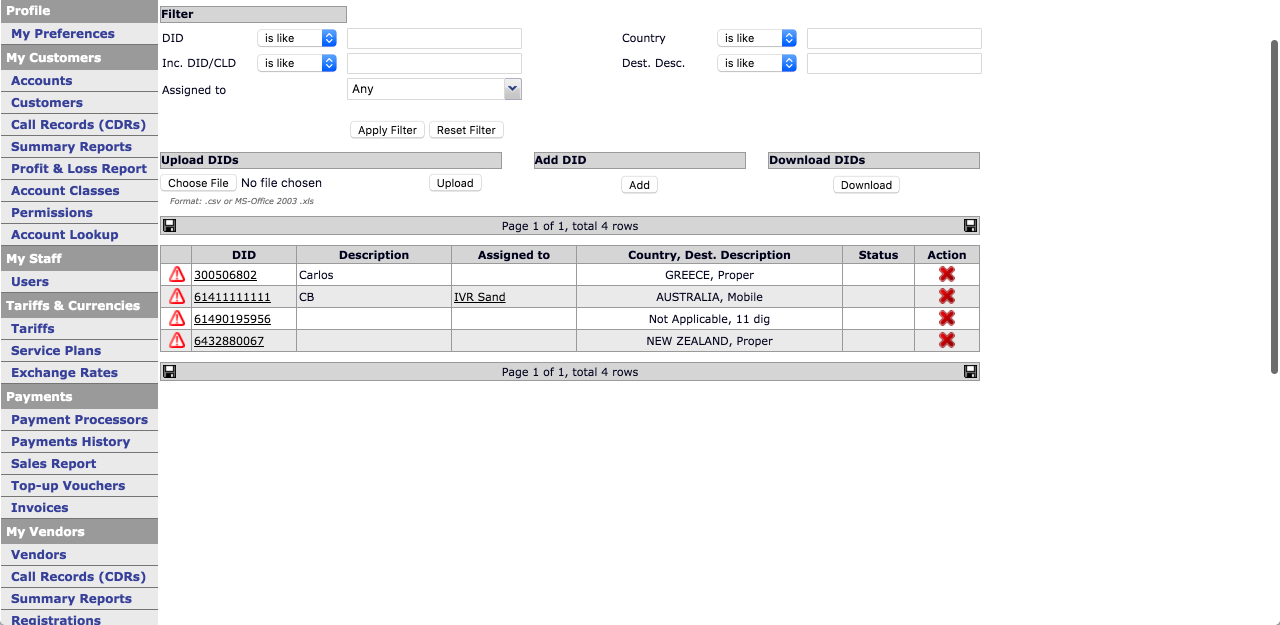 Profile
My Preferences
My Customers
Accounts
Customers
Call Records (CDRs)
Summary Reports
Profit & Loss Report
Account Classes
Permissions
Account Lookup
My Staff
Users
Tariffs & Currencies
Tariffs
Service Plans
Exchange Rates
Payments
Payment Processors
Payments History
Sales Report
Top-up Vouchers
Invoices
My Vendors
Vendors
Call Records (CDRs)
Summary Reports
Registrations
Filter
DID is like Country is like
Inc. DID/CLD is like Dest. Desc. is like
Assigned to Any
Apply Filter Reset Filter
Upload DIDs Add DID Download DIDs
Choose File No file chosen Upload Add Download
Format: .csv or MS-Office 2003 .xls
Page 1 of 1, total 4 rows
DID Description Assigned to Country, Dest. Description Status Action
300506802 Carlos GREECE, Proper
61411111111 CB IVR Sand AUSTRALIA, Mobile
61490195956 Not Applicable, 11 dig
6432880067 NEW ZEALAND, Proper
Page 1 of 1, total 4 rows